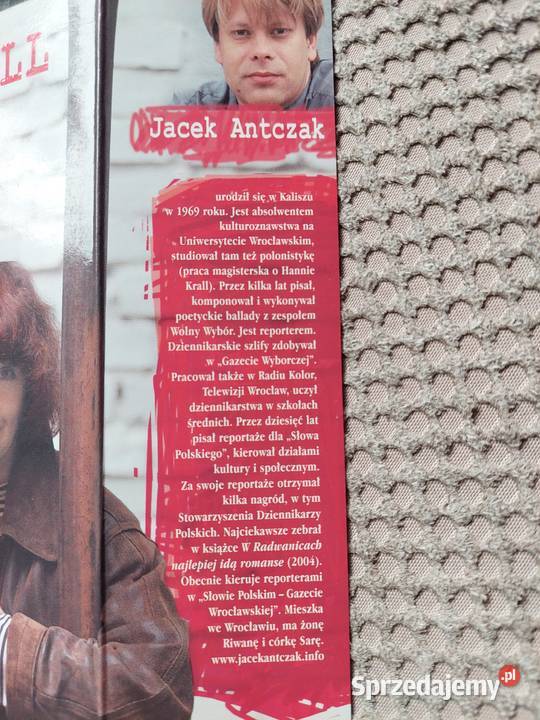 LL
Jacek Antczak
urodził się w Kaliszu
w 1969 roku. Jest absolwentem
kulturoznawstwa na
Uniwersytecie Wrocławskim,
studiował tam też polonistykę
(praca magisterska o Hannie
Krall). Przez kilka lat pisał,
komponował i wykonywał
poetyckie ballady z zespołem
Wolny Wybór. Jest reporterem.
Dziennikarskie szlify zdobywał
w „Gazecie Wyborczej”.
Pracował także w Radiu Kolor,
Telewizji Wrocław, uczył
dziennikarstwa w szkołach
średnich. Przez dziesięć lat
pisał reportaże dla „Słowa
Polskiego”, kierował działami
kultury i społecznym.
Za swoje reportaże otrzymał
kilka nagród, w tym
Stowarzyszenia Dziennikarzy
Polskich. Najciekawsze zebrał
w książce W Radwanicach
najlepiej idą romanse (2004).
Obecnie kieruje reporterami
w „Słowie Polskim – Gazecie
Wrocławskiej”. Mieszka
we Wrocławiu, ma żonę
Riwanę i córkę Sarę.
www.jacekantczak.info
Sprzedajemy.pl